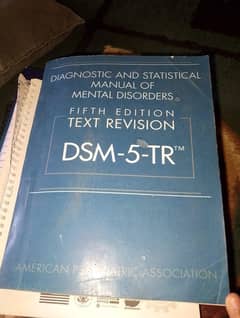 DIAGNOSTIC AND STATISTICAL
MANUAL OF
MENTAL DISORDERS®
FIFTH EDITION
TEXT REVISION
DSM-5-TR™
AMERICAN PSYCHIATRIC ASSOCIATION